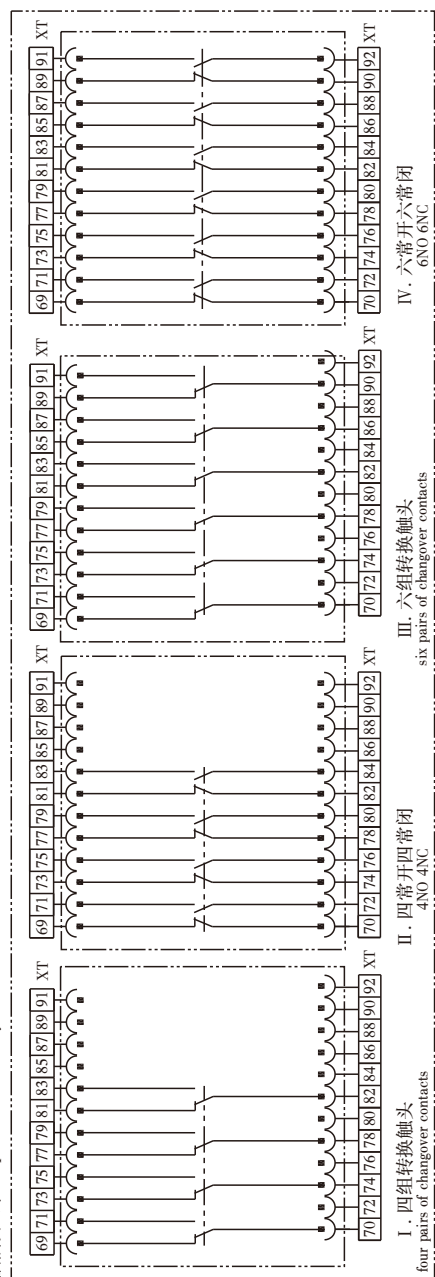 69 71 73 75 77 79 81 83 85 87 89 91 XT
70 72 74 76 78 80 82 84 86 88 90 92 XT
I. 四组转换触头
four pairs of changover contacts
69 71 73 75 77 79 81 83 85 87 89 91 XT
70 72 74 76 78 80 82 84 86 88 90 92 XT
II. 四常开四常闭
4NO 4NC
69 71 73 75 77 79 81 83 85 87 89 91 XT
70 72 74 76 78 80 82 84 86 88 90 92 XT
III. 六组转换触头
six pairs of changover contacts
69 71 73 75 77 79 81 83 85 87 89 91 XT
70 72 74 76 78 80 82 84 86 88 90 92 XT
IV. 六常开六常闭
6NO 6NC